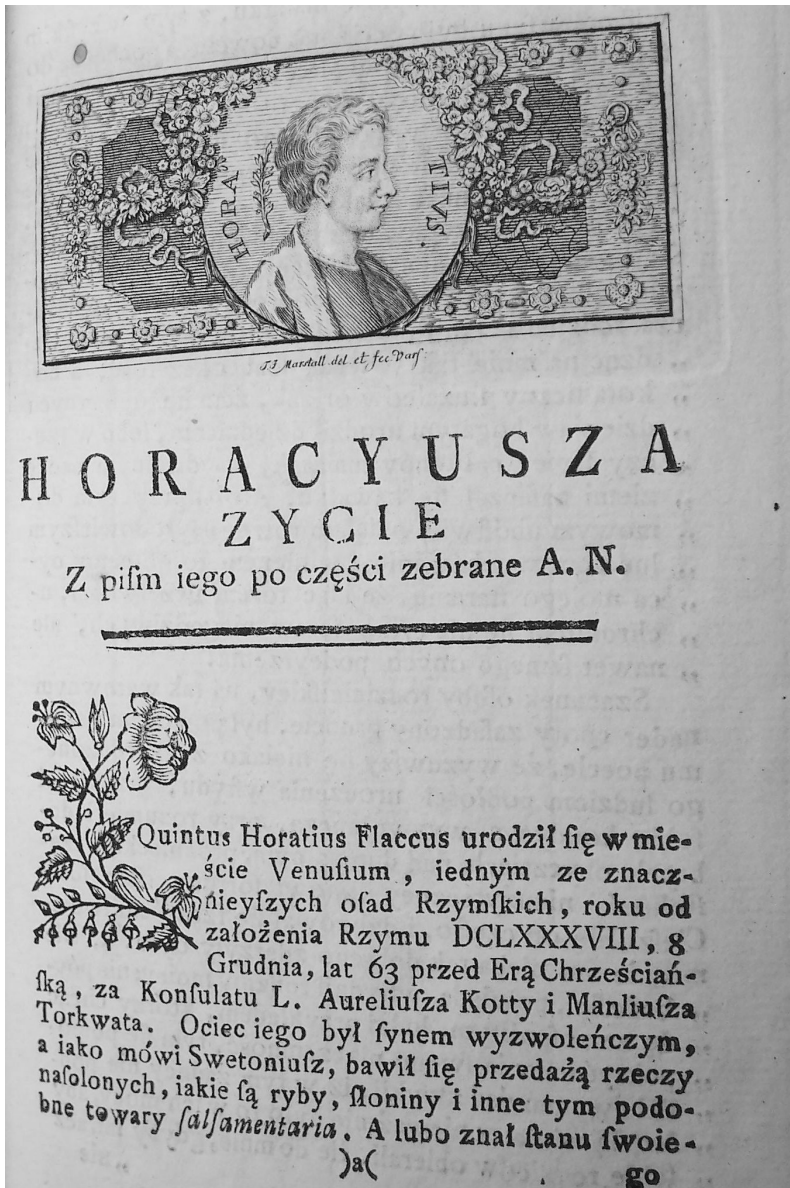 HORATIVS.
J J Marstall del. et fec Vars
HORACYUSZA
ZYCIE
Z piſm iego po części zebrane A. N.
Quintus Horatius Flaccus urodził ſię w mie-
ście Venuſium , iednym ze znacz-
nieyſzych oſad Rzymſkich , roku od
założenia Rzymu DCLXXXVIII , 8
Grudnia, lat 63 przed Erą Chrześciań-
ſką , za Konſulatu L. Aureliuſza Kotty i Manliuſza
Torkwata. Ociec iego był ſynem wyzwoleńczym,
a iako mówi Swetoniuſz, bawił ſię przedażą rzeczy
naſolonych, iakie ſą ryby, ſłoniny i inne tym podo-
bne towary ſalſamentaria. A lubo znał ſtanu ſwoie-
)a(
go